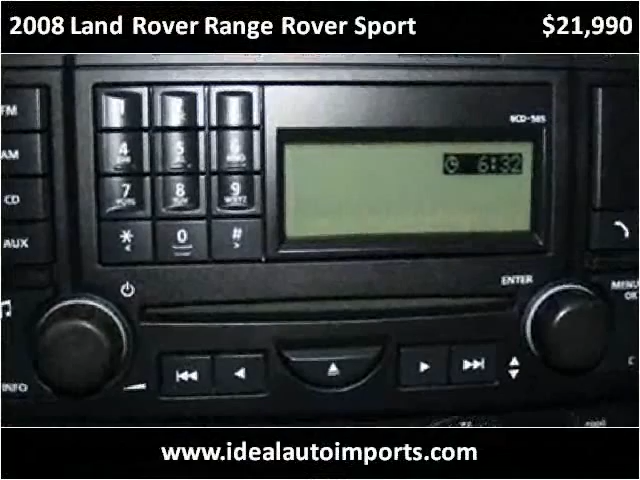 2008 Land Rover Range Rover Sport $21,990
FM
AM
CD
AUX
4 5 6
7 8 9
* 0 #
< >
6:32
ENTER
MENU
OK
C
INFO
www.idealautoimports.com